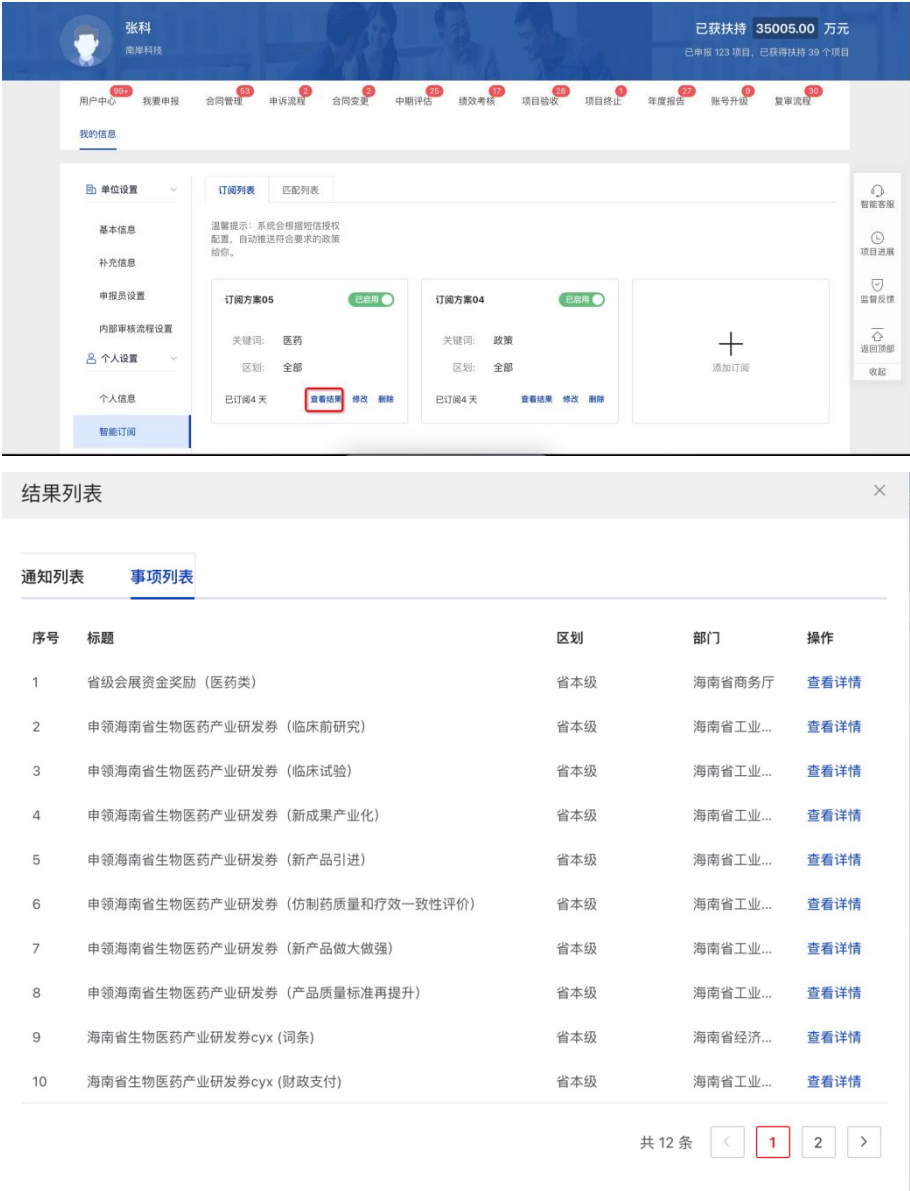 张科
南岸科技
已获扶持 35005.00 万元
已申报 123 项目，已获得扶持 39 个项目
用户中心 99+ 我要申报 合同管理 53 申诉流程 2 合同变更 2 中期评估 25 绩效考核 17 项目验收 28 项目终止 1 年度报告 27 账号升级 9 复审流程 30
我的信息
单位设置
基本信息
补充信息
申报员设置
内部审核流程设置
个人设置
个人信息
智能订阅
订阅列表 匹配列表
温馨提示：系统会根据短信授权
配置，自动推送符合要求的政策
给你。
订阅方案05 已启用
关键词: 医药
区划: 全部
已订阅4 天 查看结果 修改 删除
订阅方案04 已启用
关键词: 政策
区划: 全部
已订阅4 天 查看结果 修改 删除
添加订阅
智能客服
项目进展
监督反馈
返回顶部
收起
结果列表
通知列表 事项列表
序号 标题 区划 部门 操作
1 省级会展资金奖励（医药类） 省本级 海南省商务厅 查看详情
2 申领海南省生物医药产业研发券（临床前研究） 省本级 海南省工业... 查看详情
3 申领海南省生物医药产业研发券（临床试验） 省本级 海南省工业... 查看详情
4 申领海南省生物医药产业研发券（新成果产业化） 省本级 海南省工业... 查看详情
5 申领海南省生物医药产业研发券（新产品引进） 省本级 海南省工业... 查看详情
6 申领海南省生物医药产业研发券（仿制药质量和疗效一致性评价） 省本级 海南省工业... 查看详情
7 申领海南省生物医药产业研发券（新产品做大做强） 省本级 海南省工业... 查看详情
8 申领海南省生物医药产业研发券（产品质量标准再提升） 省本级 海南省工业... 查看详情
9 海南省生物医药产业研发券cyx (词条) 省本级 海南省经济... 查看详情
10 海南省生物医药产业研发券cyx (财政支付) 省本级 海南省工业... 查看详情
共 12 条 < 1 2 >